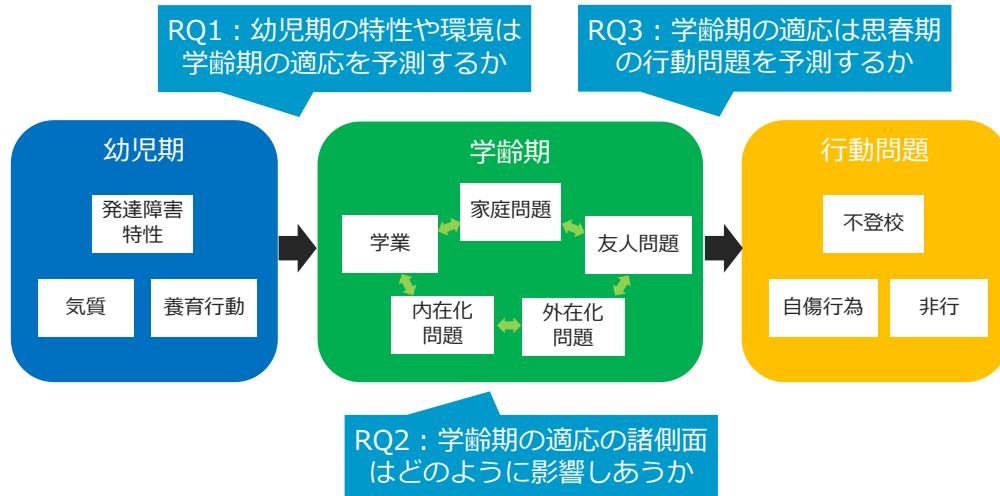 RQ1：幼児期の特性や環境は
学齢期の適応を予測するか
RQ3：学齢期の適応は思春期
の行動問題を予測するか
幼児期
発達障害
特性
気質
養育行動
学齢期
家庭問題
学業
友人問題
内在化
問題
外在化
問題
行動問題
不登校
自傷行為
非行
RQ2：学齢期の適応の諸側面
はどのように影響しあうか